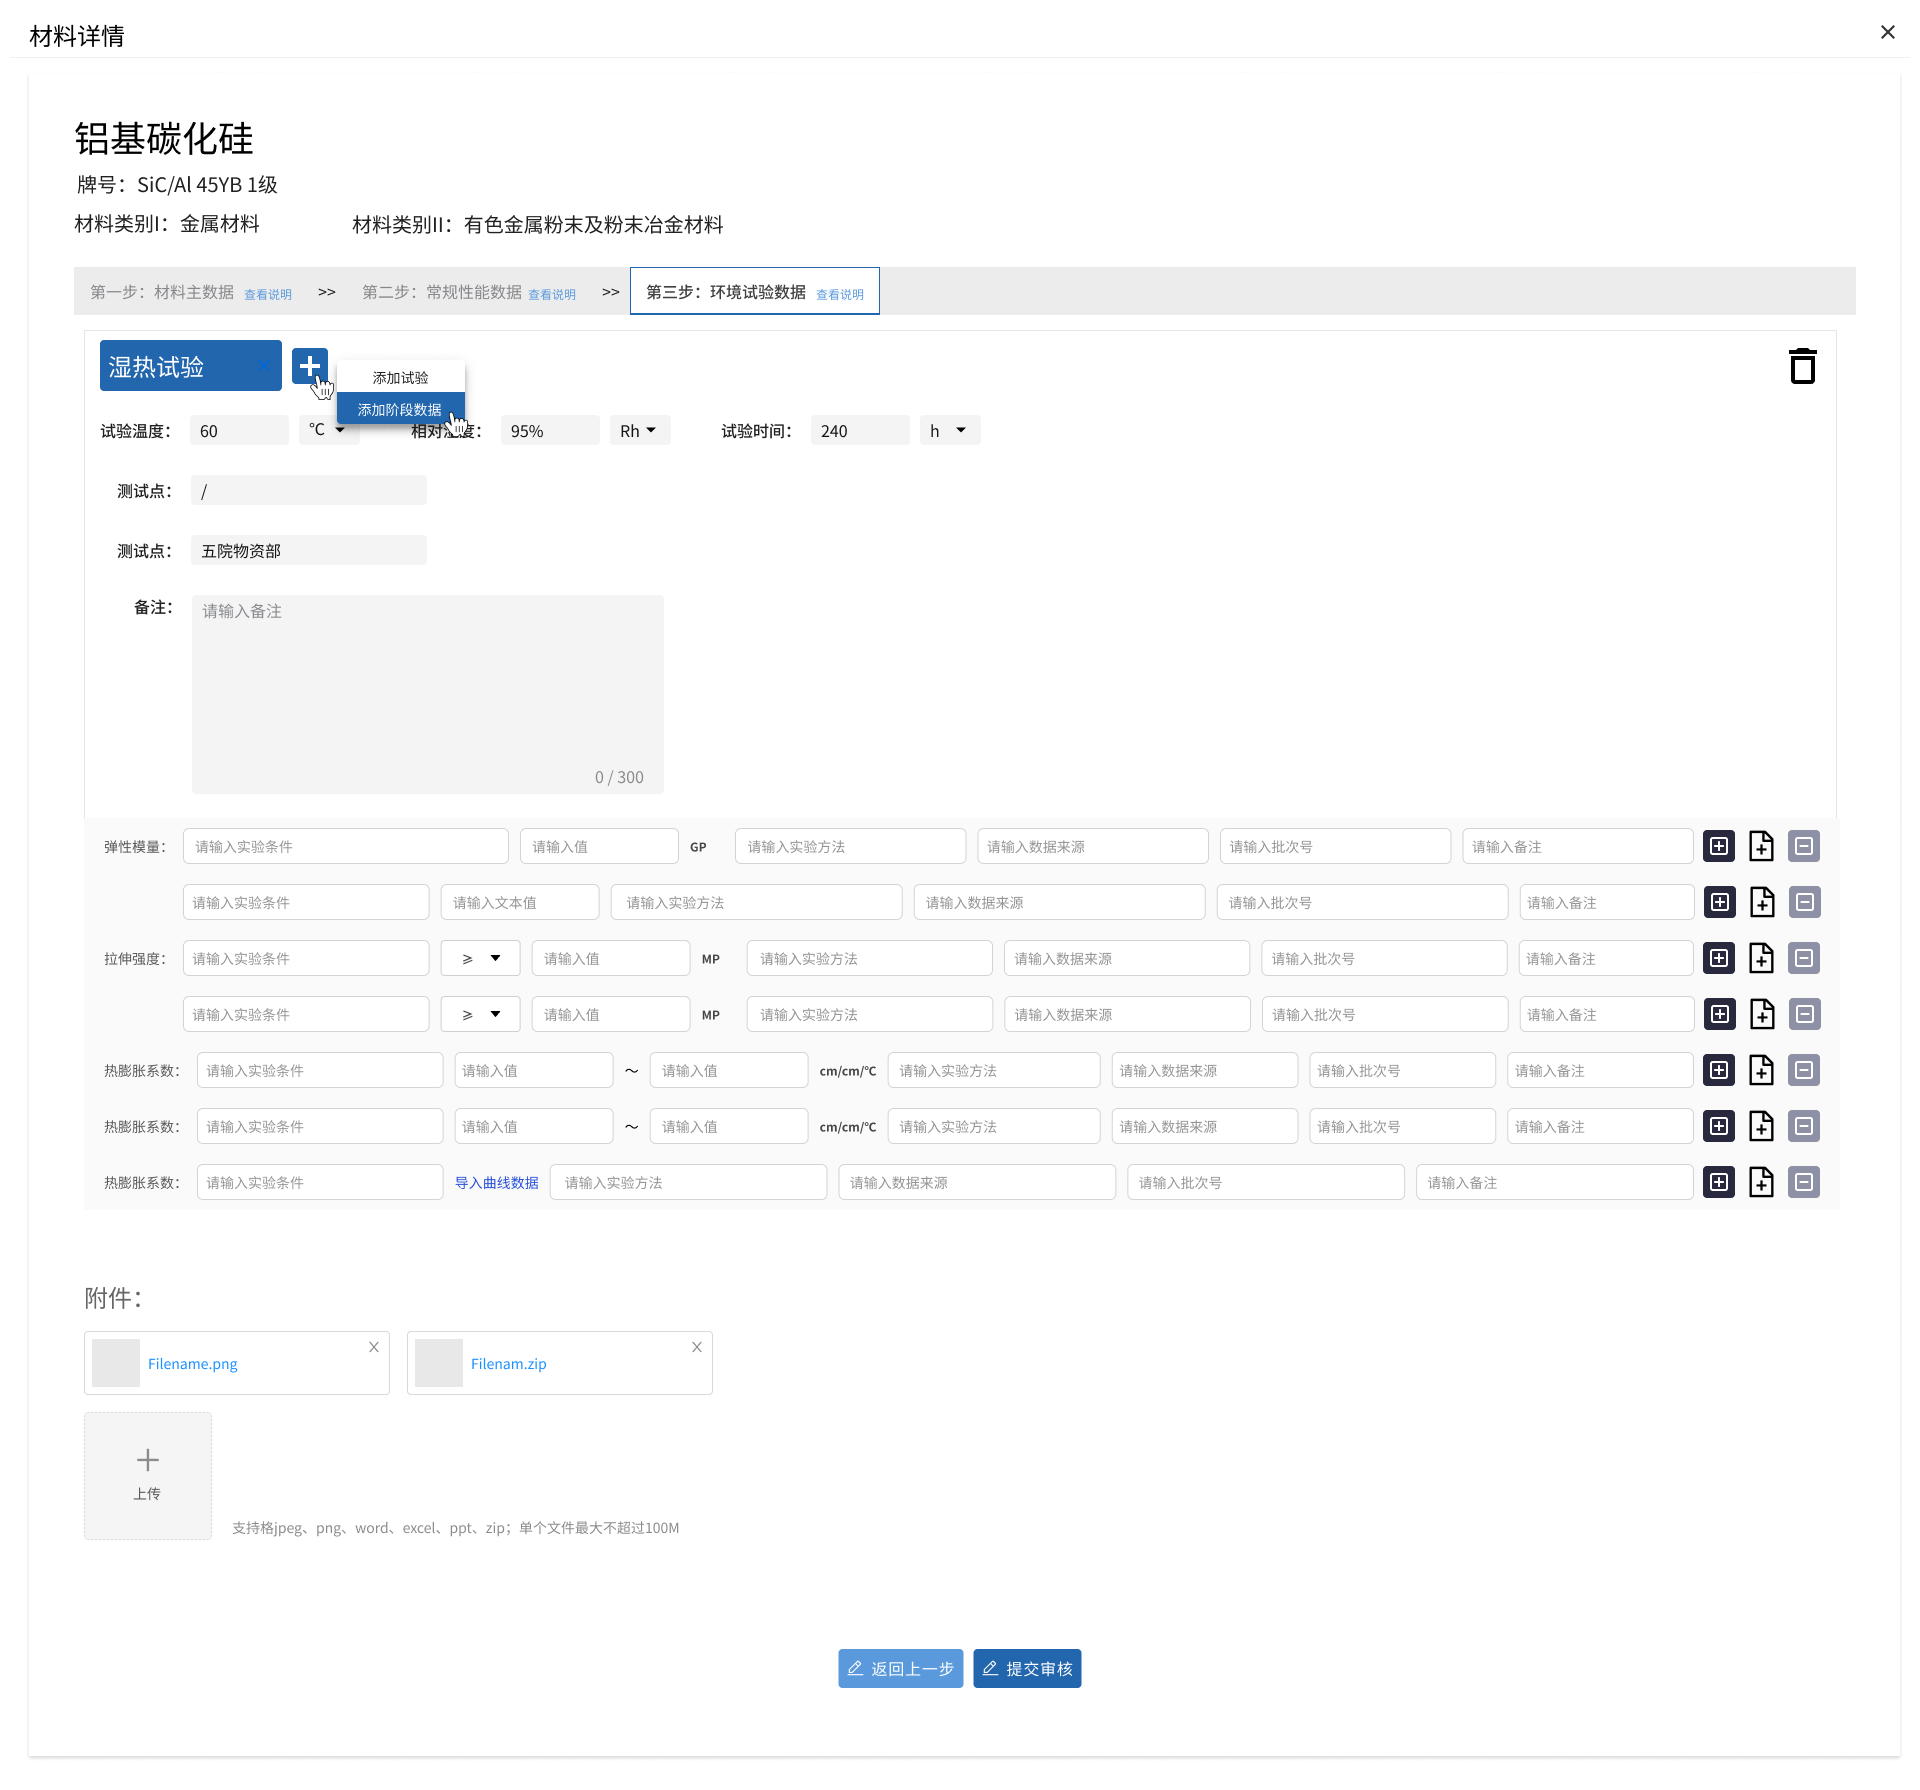 材料详情
铝基碳化硅
牌号：SiC/Al 45YB 1级
材料类别I：金属材料 材料类别II：有色金属粉末及粉末冶金材料
第一步：材料主数据 查看说明 >> 第二步：常规性能数据 查看说明 >> 第三步：环境试验数据 查看说明
湿热试验
添加试验
添加阶段数据
试验温度： 60 ℃ 相对湿度： 95% Rh 试验时间： 240 h
测试点： /
测试点： 五院物资部
备注： 请输入备注
0 / 300
弹性模量： 请输入实验条件 请输入值 GP 请输入实验方法 请输入数据来源 请输入批次号 请输入备注
请输入实验条件 请输入文本值 请输入实验方法 请输入数据来源 请输入批次号 请输入备注
拉伸强度： 请输入实验条件 ≥ 请输入值 MP 请输入实验方法 请输入数据来源 请输入批次号 请输入备注
请输入实验条件 ≥ 请输入值 MP 请输入实验方法 请输入数据来源 请输入批次号 请输入备注
热膨胀系数： 请输入实验条件 请输入值 ～ 请输入值 cm/cm/℃ 请输入实验方法 请输入数据来源 请输入批次号 请输入备注
热膨胀系数： 请输入实验条件 请输入值 ～ 请输入值 cm/cm/℃ 请输入实验方法 请输入数据来源 请输入批次号 请输入备注
热膨胀系数： 请输入实验条件 导入曲线数据 请输入实验方法 请输入数据来源 请输入批次号 请输入备注
附件：
Filename.png X Filenam.zip X
上传
支持格jpeg、png、word、excel、ppt、zip；单个文件最大不超过100M
返回上一步 提交审核